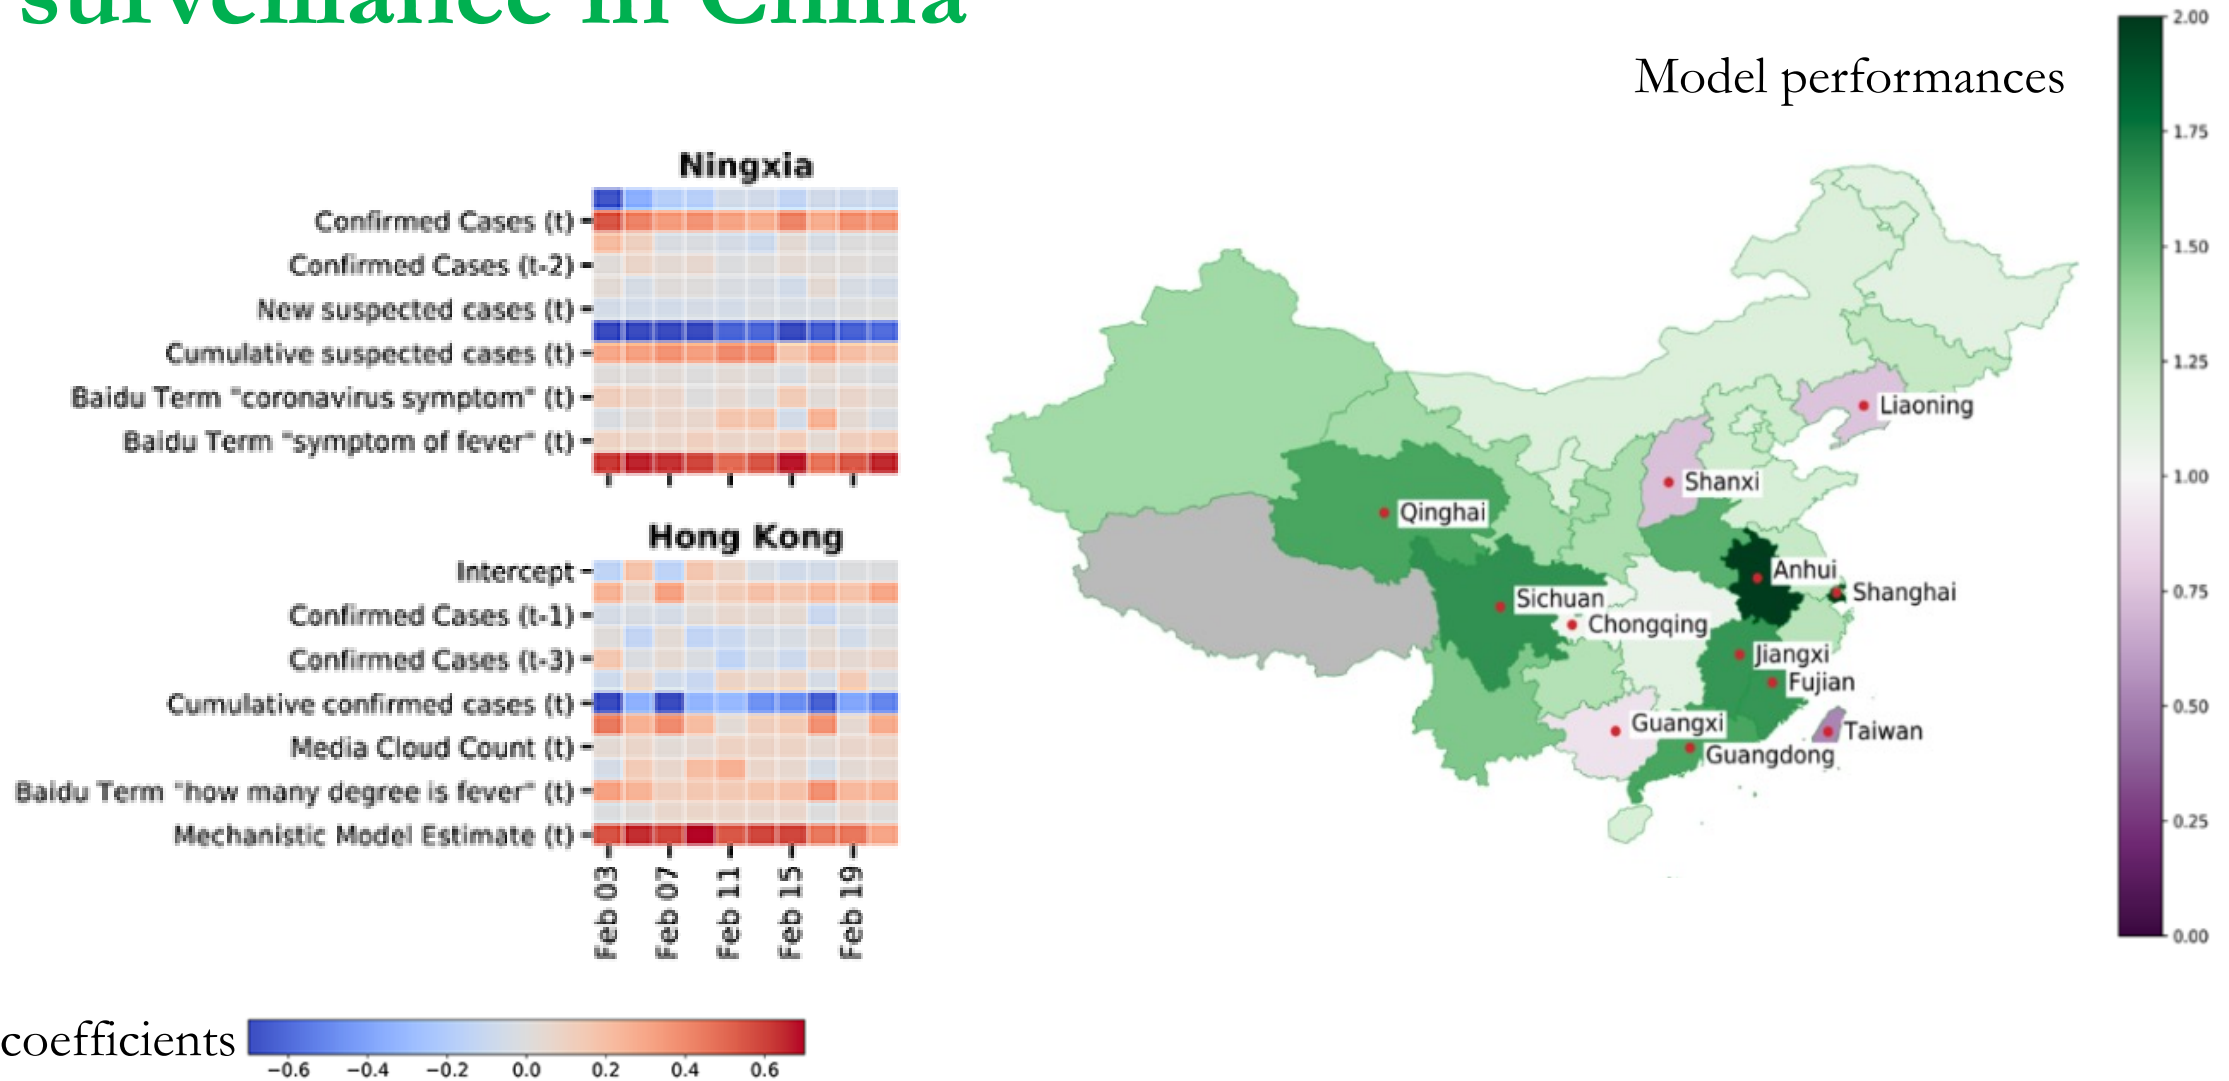 surveillance in China
Model performances
Ningxia
Confirmed Cases (t)
Confirmed Cases (t-2)
New suspected cases (t)
Cumulative suspected cases (t)
Baidu Term "coronavirus symptom" (t)
Baidu Term "symptom of fever" (t)
Hong Kong
Intercept
Confirmed Cases (t-1)
Confirmed Cases (t-3)
Cumulative confirmed cases (t)
Media Cloud Count (t)
Baidu Term "how many degree is fever" (t)
Mechanistic Model Estimate (t)
Feb 03
Feb 07
Feb 11
Feb 15
Feb 19
coefficients
−0.6
−0.4
−0.2
0.0
0.2
0.4
0.6
Liaoning
Shanxi
Qinghai
Anhui
Shanghai
Sichuan
Chongqing
Jiangxi
Fujian
Guangxi
Taiwan
Guangdong
2.00
1.75
1.50
1.25
1.00
0.75
0.50
0.25
0.00